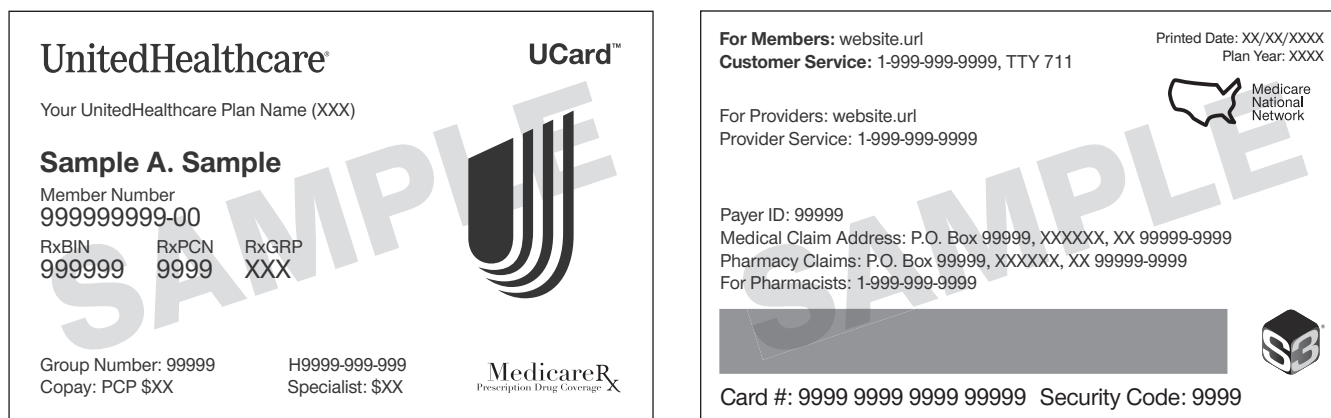 UnitedHealthcare®
UCard™
Your UnitedHealthcare Plan Name (XXX)
Sample A. Sample
Member Number
999999999-00
RxBIN RxPCN RxGRP
999999 9999 XXX
Group Number: 99999 H9999-999-999
Copay: PCP $XX Specialist: $XX
MedicareRx
Prescription Drug Coverage
SAMPLE
For Members: website.url
Customer Service: 1-999-999-9999, TTY 711
Printed Date: XX/XX/XXXX
Plan Year: XXXX
Medicare
National
Network
For Providers: website.url
Provider Service: 1-999-999-9999
Payer ID: 99999
Medical Claim Address: P.O. Box 99999, XXXXXX, XX 99999-9999
Pharmacy Claims: P.O. Box 99999, XXXXXX, XX 99999-9999
For Pharmacists: 1-999-999-9999
S3®
Card #: 9999 9999 9999 99999 Security Code: 9999
SAMPLE